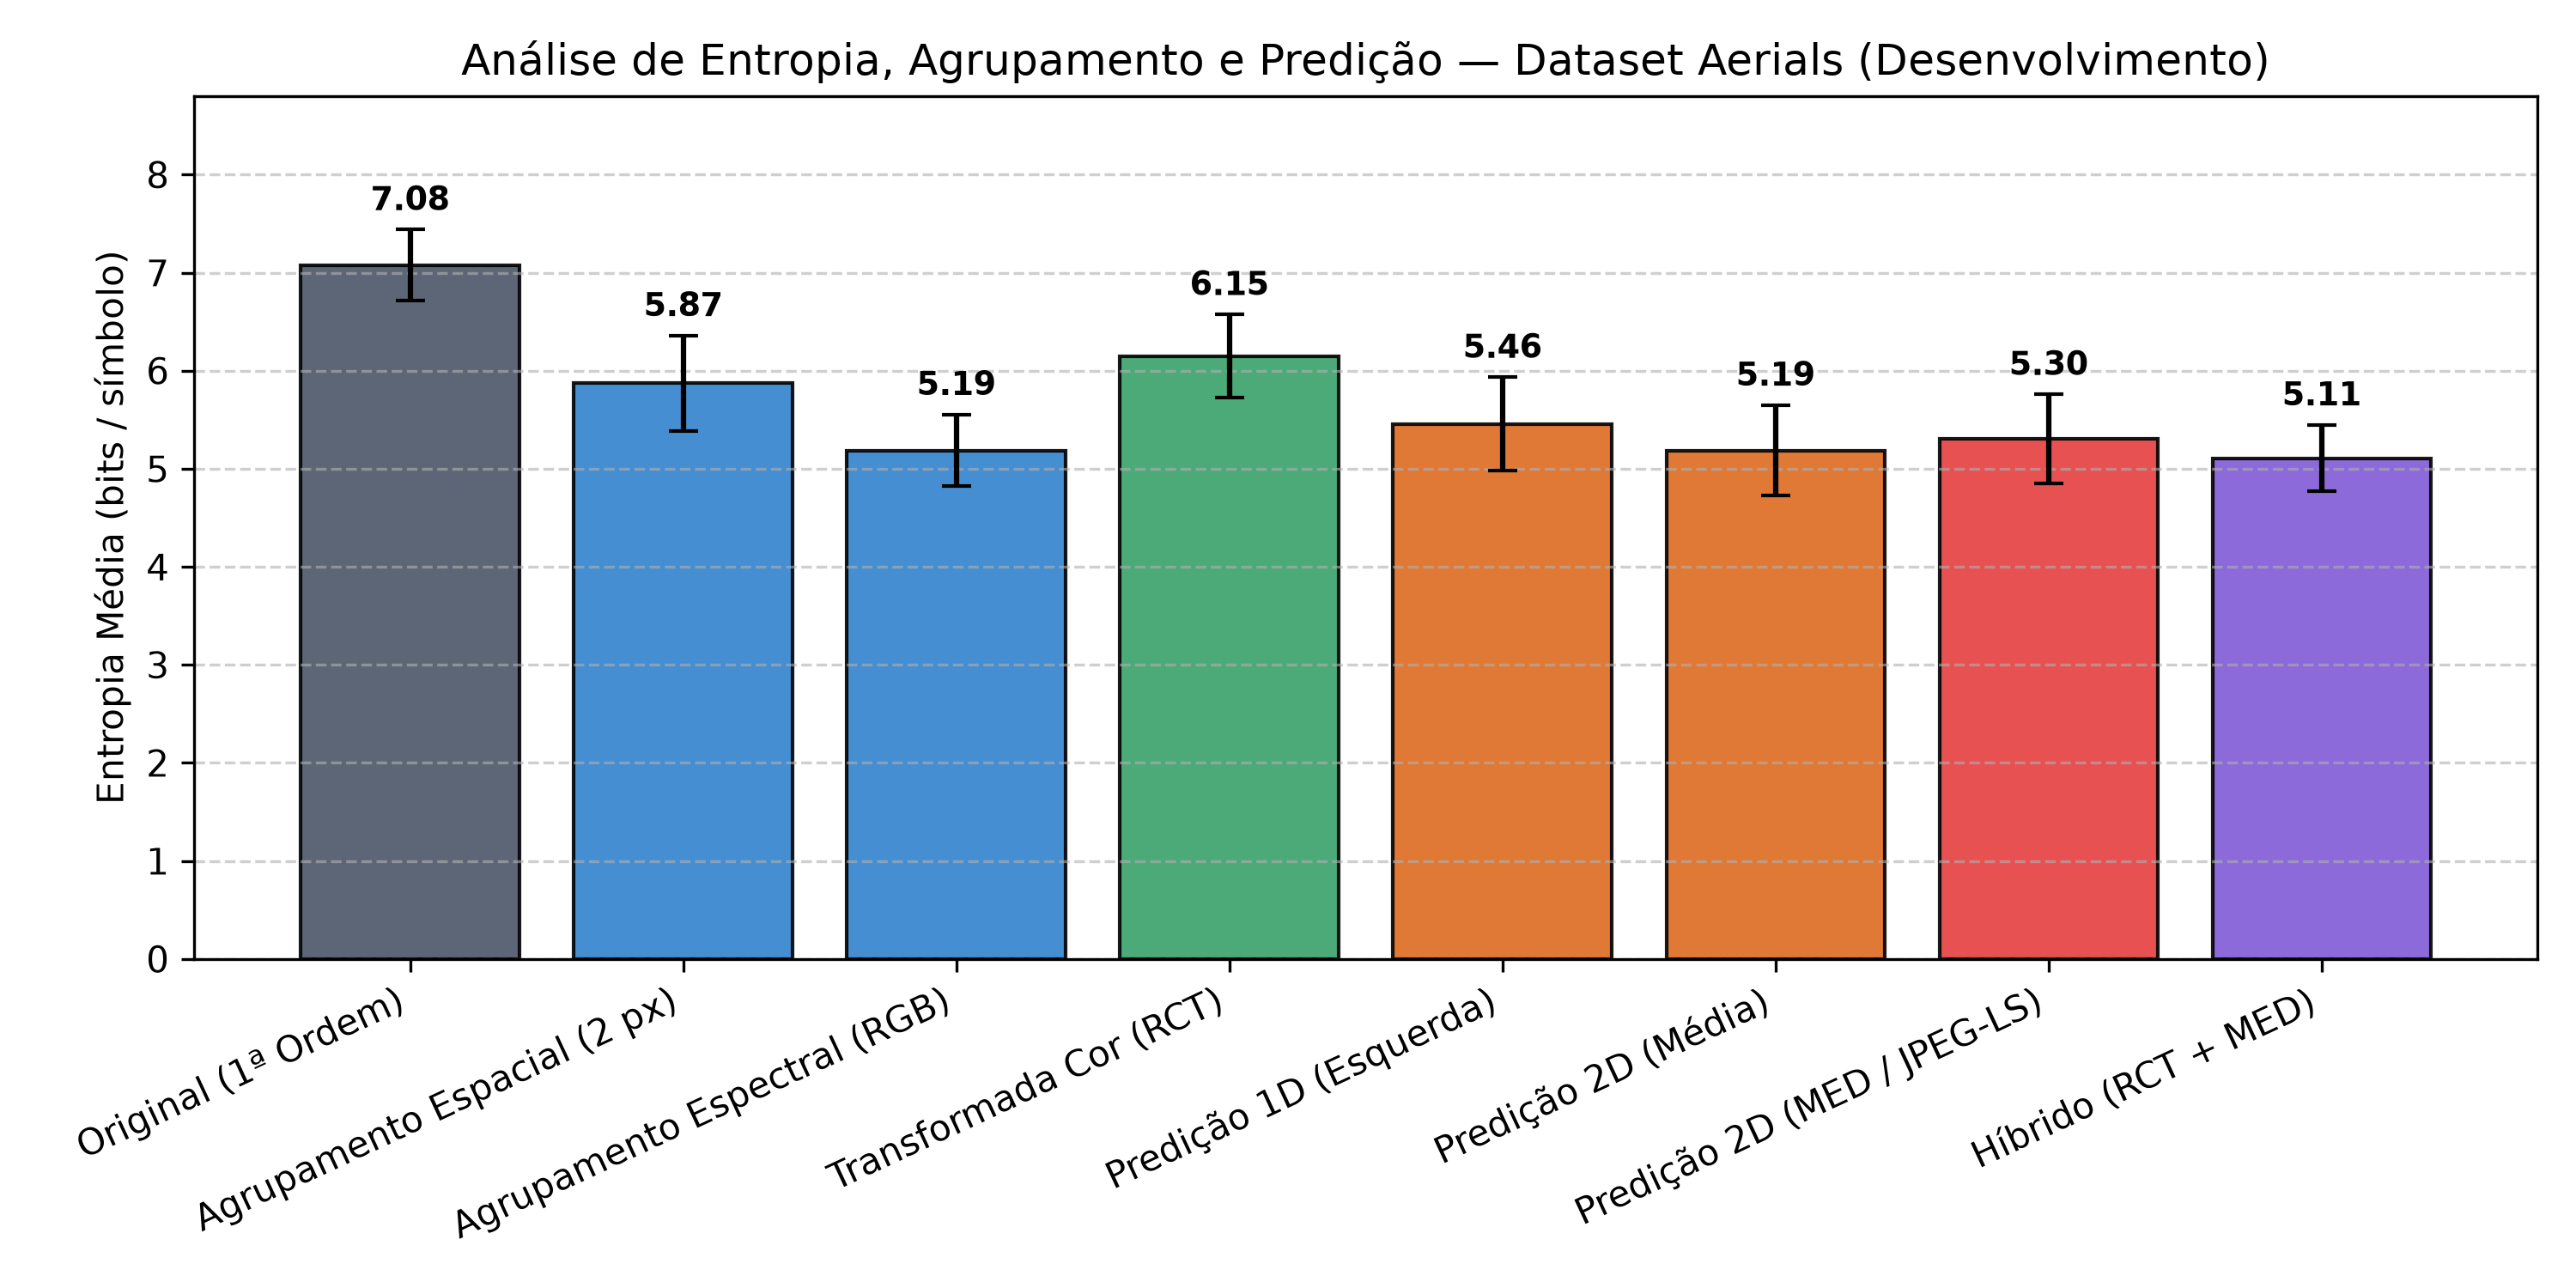 Análise de Entropia, Agrupamento e Predição — Dataset Aerials (Desenvolvimento)
Entropia Média (bits / símbolo)
8
7
6
5
4
3
2
1
0
7.08
5.87
5.19
6.15
5.46
5.19
5.30
5.11
Original (1ª Ordem)
Agrupamento Espacial (2 px)
Agrupamento Espectral (RGB)
Transformada Cor (RCT)
Predição 1D (Esquerda)
Predição 2D (Média)
Predição 2D (MED / JPEG-LS)
Híbrido (RCT + MED)